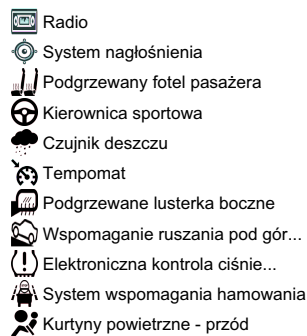 Radio
System nagłośnienia
Podgrzewany fotel pasażera
Kierownica sportowa
Czujnik deszczu
Tempomat
Podgrzewane lusterka boczne
Wspomaganie ruszania pod gór...
Elektroniczna kontrola ciśnie...
System wspomagania hamowania
Kurtyny powietrzne - przód